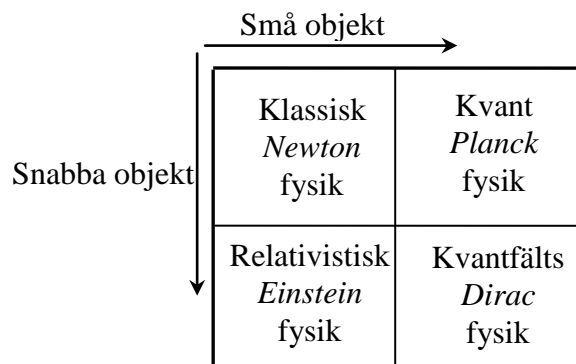 Små objekt
Snabba objekt
Klassisk
Newton
fysik
Kvant
Planck
fysik
Relativistisk
Einstein
fysik
Kvantfälts
Dirac
fysik